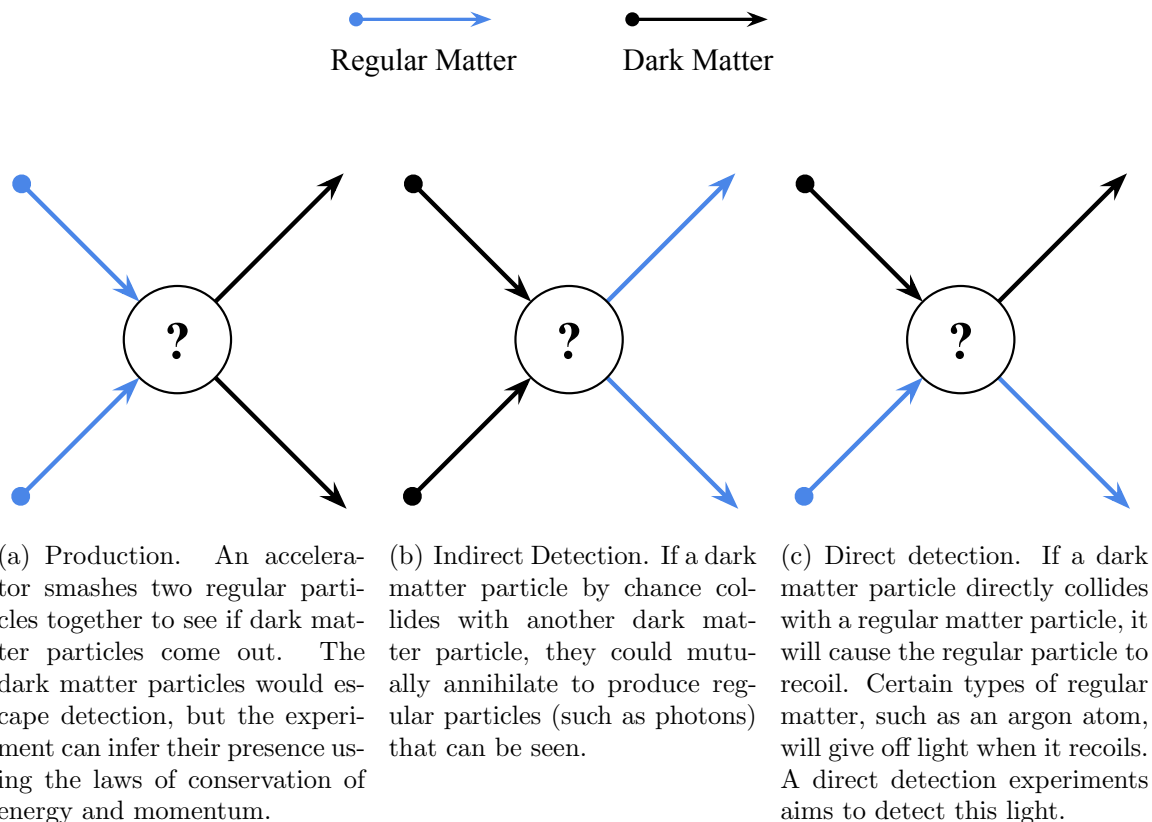 Regular Matter
Dark Matter
?
?
?
(a) Production. An accelera-
tor smashes two regular parti-
cles together to see if dark mat-
ter particles come out. The
dark matter particles would es-
cape detection, but the experi-
ment can infer their presence us-
ing the laws of conservation of
energy and momentum.
(b) Indirect Detection. If a dark
matter particle by chance col-
lides with another dark mat-
ter particle, they could mutu-
ally annihilate to produce reg-
ular particles (such as photons)
that can be seen.
(c) Direct detection. If a dark
matter particle directly collides
with a regular matter particle, it
will cause the regular particle to
recoil. Certain types of regular
matter, such as an argon atom,
will give off light when it recoils.
A direct detection experiments
aims to detect this light.